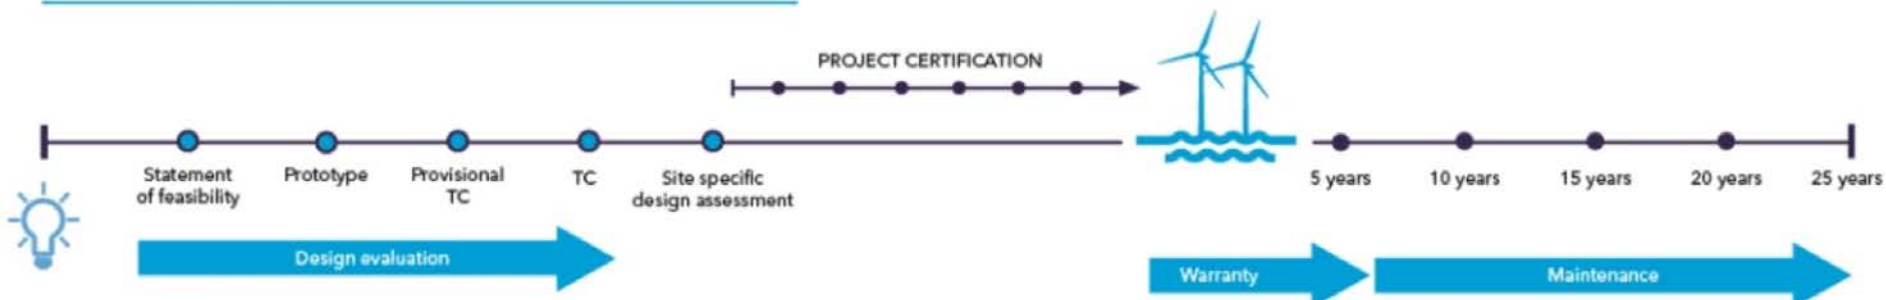 PROJECT CERTIFICATION
Statement
of feasibility
Prototype
Provisional
TC
TC
Site specific
design assessment
5 years
10 years
15 years
20 years
25 years
Design evaluation
Warranty
Maintenance